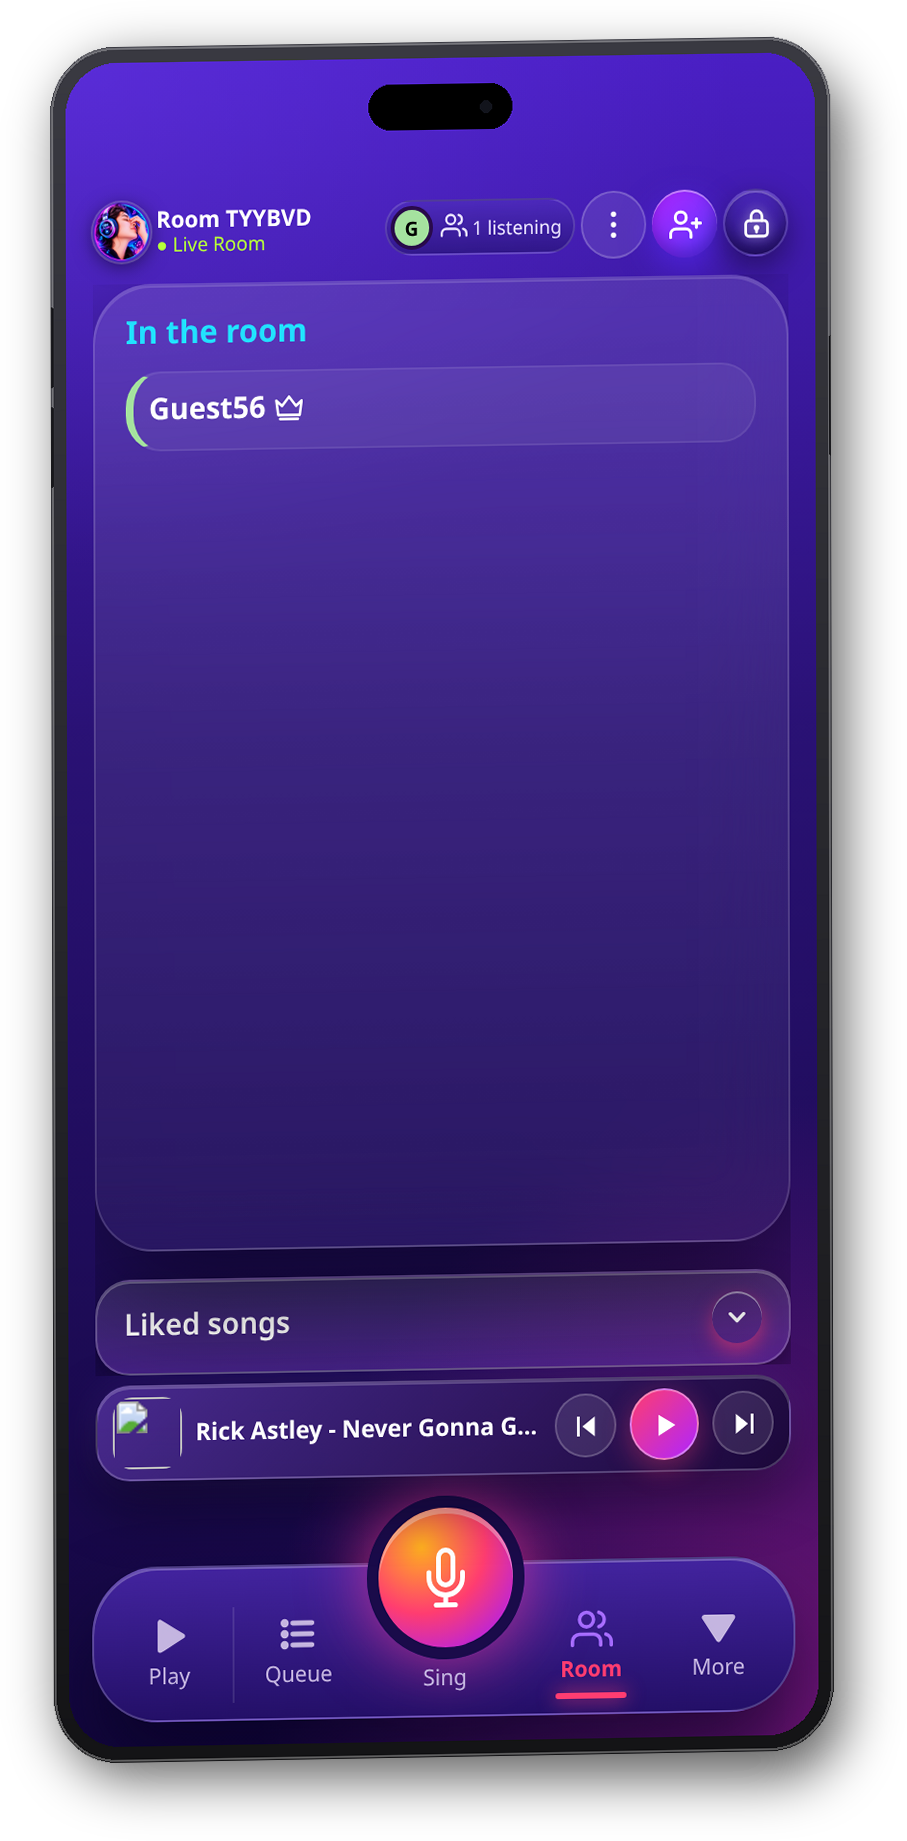 Room TYYBVD
• Live Room
G
1 listening
In the room
Guest56
Liked songs
Rick Astley - Never Gonna G...
Play
Queue
Sing
Room
More